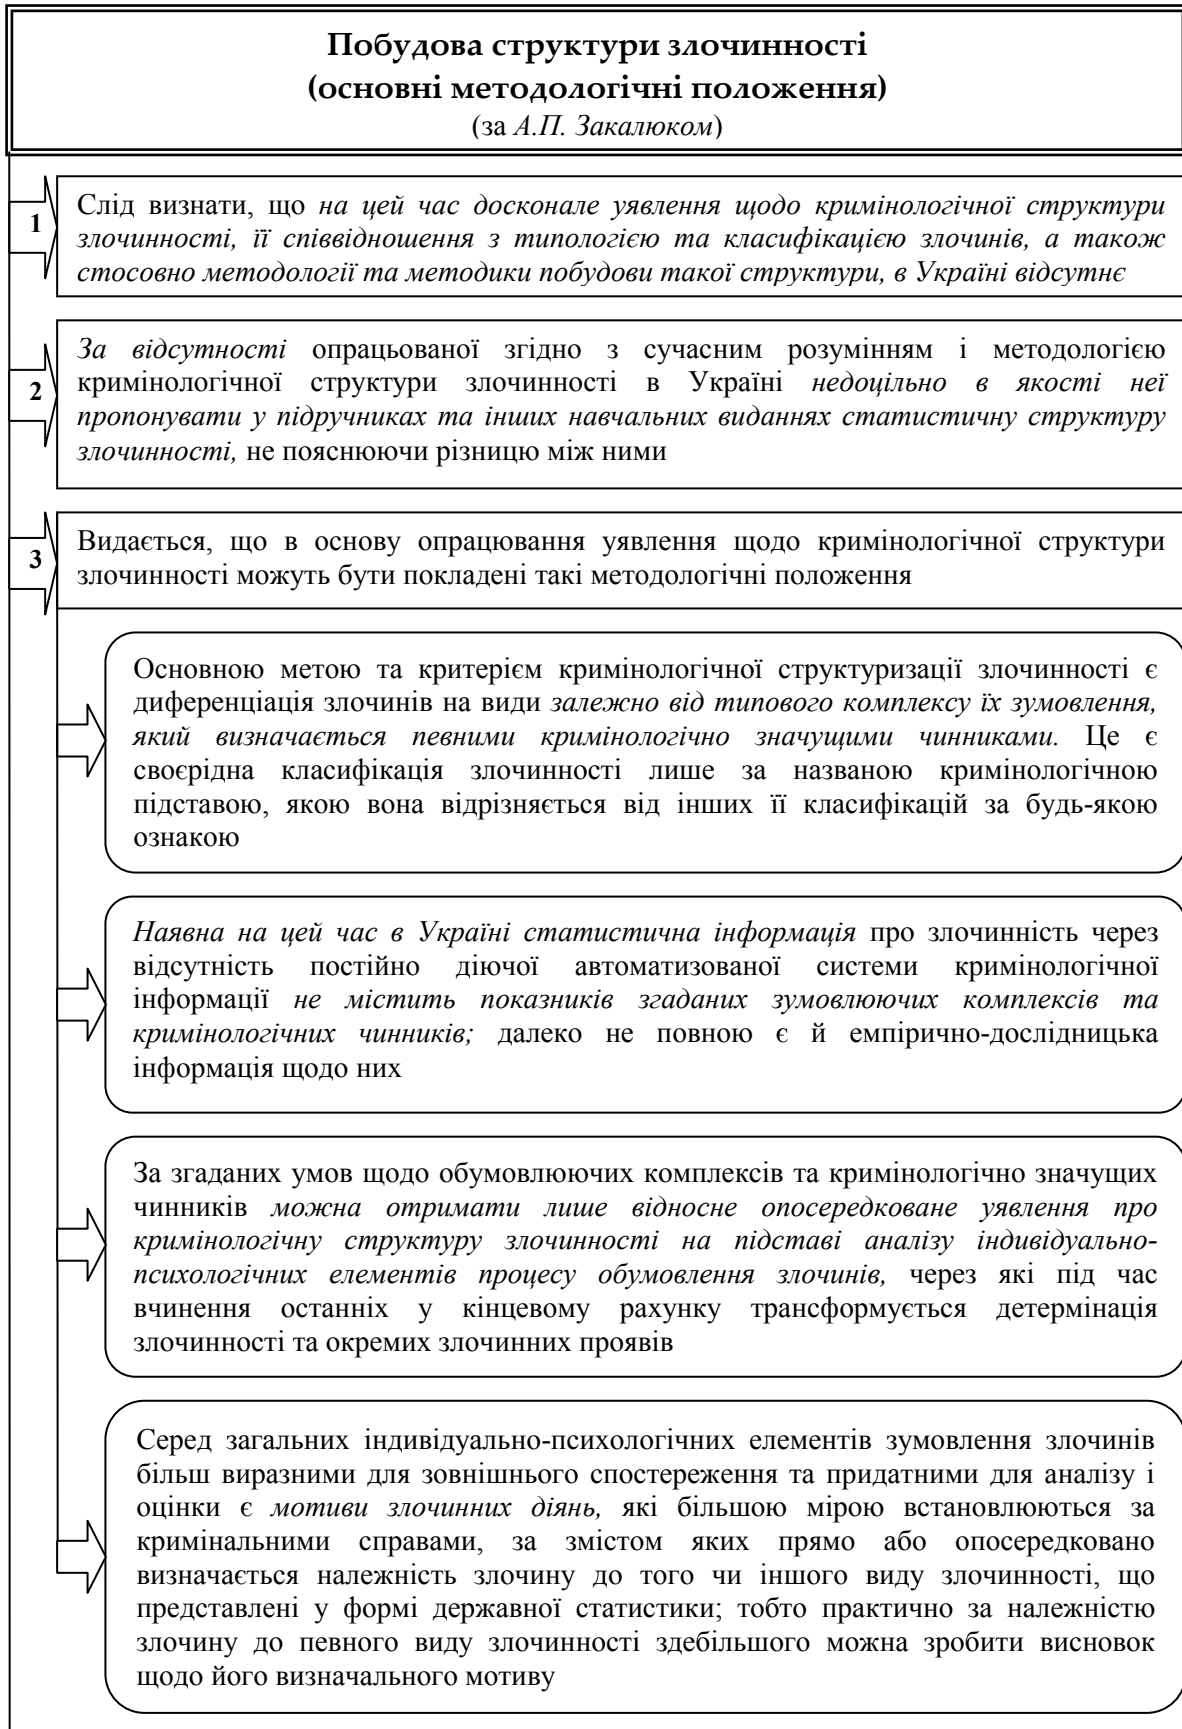 Побудова структури злочинності
(основні методологічні положення)
(за А.П. Закалюком)
1
Слід визнати, що на цей час досконале уявлення щодо кримінологічної структури
злочинності, її співвідношення з типологією та класифікацією злочинів, а також
стосовно методології та методики побудови такої структури, в Україні відсутнє
2
За відсутності опрацьованої згідно з сучасним розумінням і методологією
кримінологічної структури злочинності в Україні недоцільно в якості неї
пропонувати у підручниках та інших навчальних виданнях статистичну структуру
злочинності, не пояснюючи різницю між ними
3
Видається, що в основу опрацювання уявлення щодо кримінологічної структури
злочинності можуть бути покладені такі методологічні положення
Основною метою та критерієм кримінологічної структуризації злочинності є
диференціація злочинів на види залежно від типового комплексу їх зумовлення,
який визначається певними кримінологічно значущими чинниками. Це є
своєрідна класифікація злочинності лише за названою кримінологічною
підставою, якою вона відрізняється від інших її класифікацій за будь-якою
ознакою
Наявна на цей час в Україні статистична інформація про злочинність через
відсутність постійно діючої автоматизованої системи кримінологічної
інформації не містить показників згаданих зумовлюючих комплексів та
кримінологічних чинників; далеко не повною є й емпірично-дослідницька
інформація щодо них
За згаданих умов щодо обумовлюючих комплексів та кримінологічно значущих
чинників можна отримати лише відносне опосередковане уявлення про
кримінологічну структуру злочинності на підставі аналізу індивідуально-
психологічних елементів процесу обумовлення злочинів, через які під час
вчинення останніх у кінцевому рахунку трансформується детермінація
злочинності та окремих злочинних проявів
Серед загальних індивідуально-психологічних елементів зумовлення злочинів
більш виразними для зовнішнього спостереження та придатними для аналізу і
оцінки є мотиви злочинних діянь, які більшою мірою встановлюються за
кримінальними справами, за змістом яких прямо або опосередковано
визначається належність злочину до того чи іншого виду злочинності, що
представлені у формі державної статистики; тобто практично за належністю
злочину до певного виду злочинності здебільшого можна зробити висновок
щодо його визначального мотиву